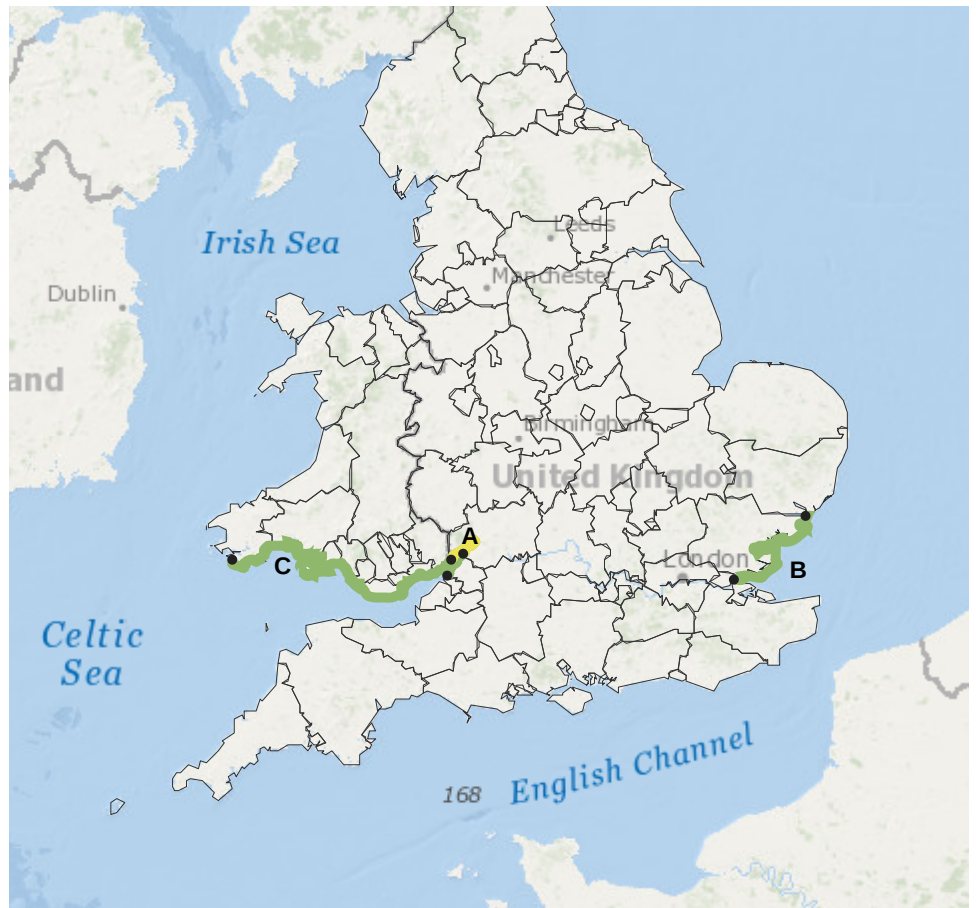 Leeds
Irish Sea
Manchester
Dublin
and
Birmingham
United Kingdom
A
London
C
B
Celtic
Sea
English Channel
168